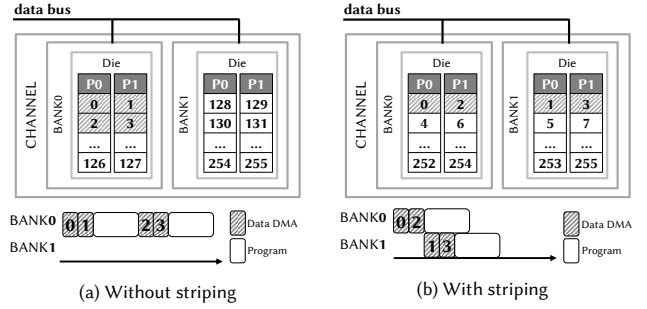 data bus
CHANNEL
BANK0
Die
P0 P1
0 1
2 3
... ...
126 127
BANK1
Die
P0 P1
128 129
130 131
... ...
254 255
BANK0 0 1 2 3
BANK1
Data DMA
Program
(a) Without striping
data bus
CHANNEL
BANK0
Die
P0 P1
0 2
4 6
... ...
252 254
BANK1
Die
P0 P1
1 3
5 7
... ...
253 255
BANK0 0 2
BANK1 1 3
Data DMA
Program
(b) With striping